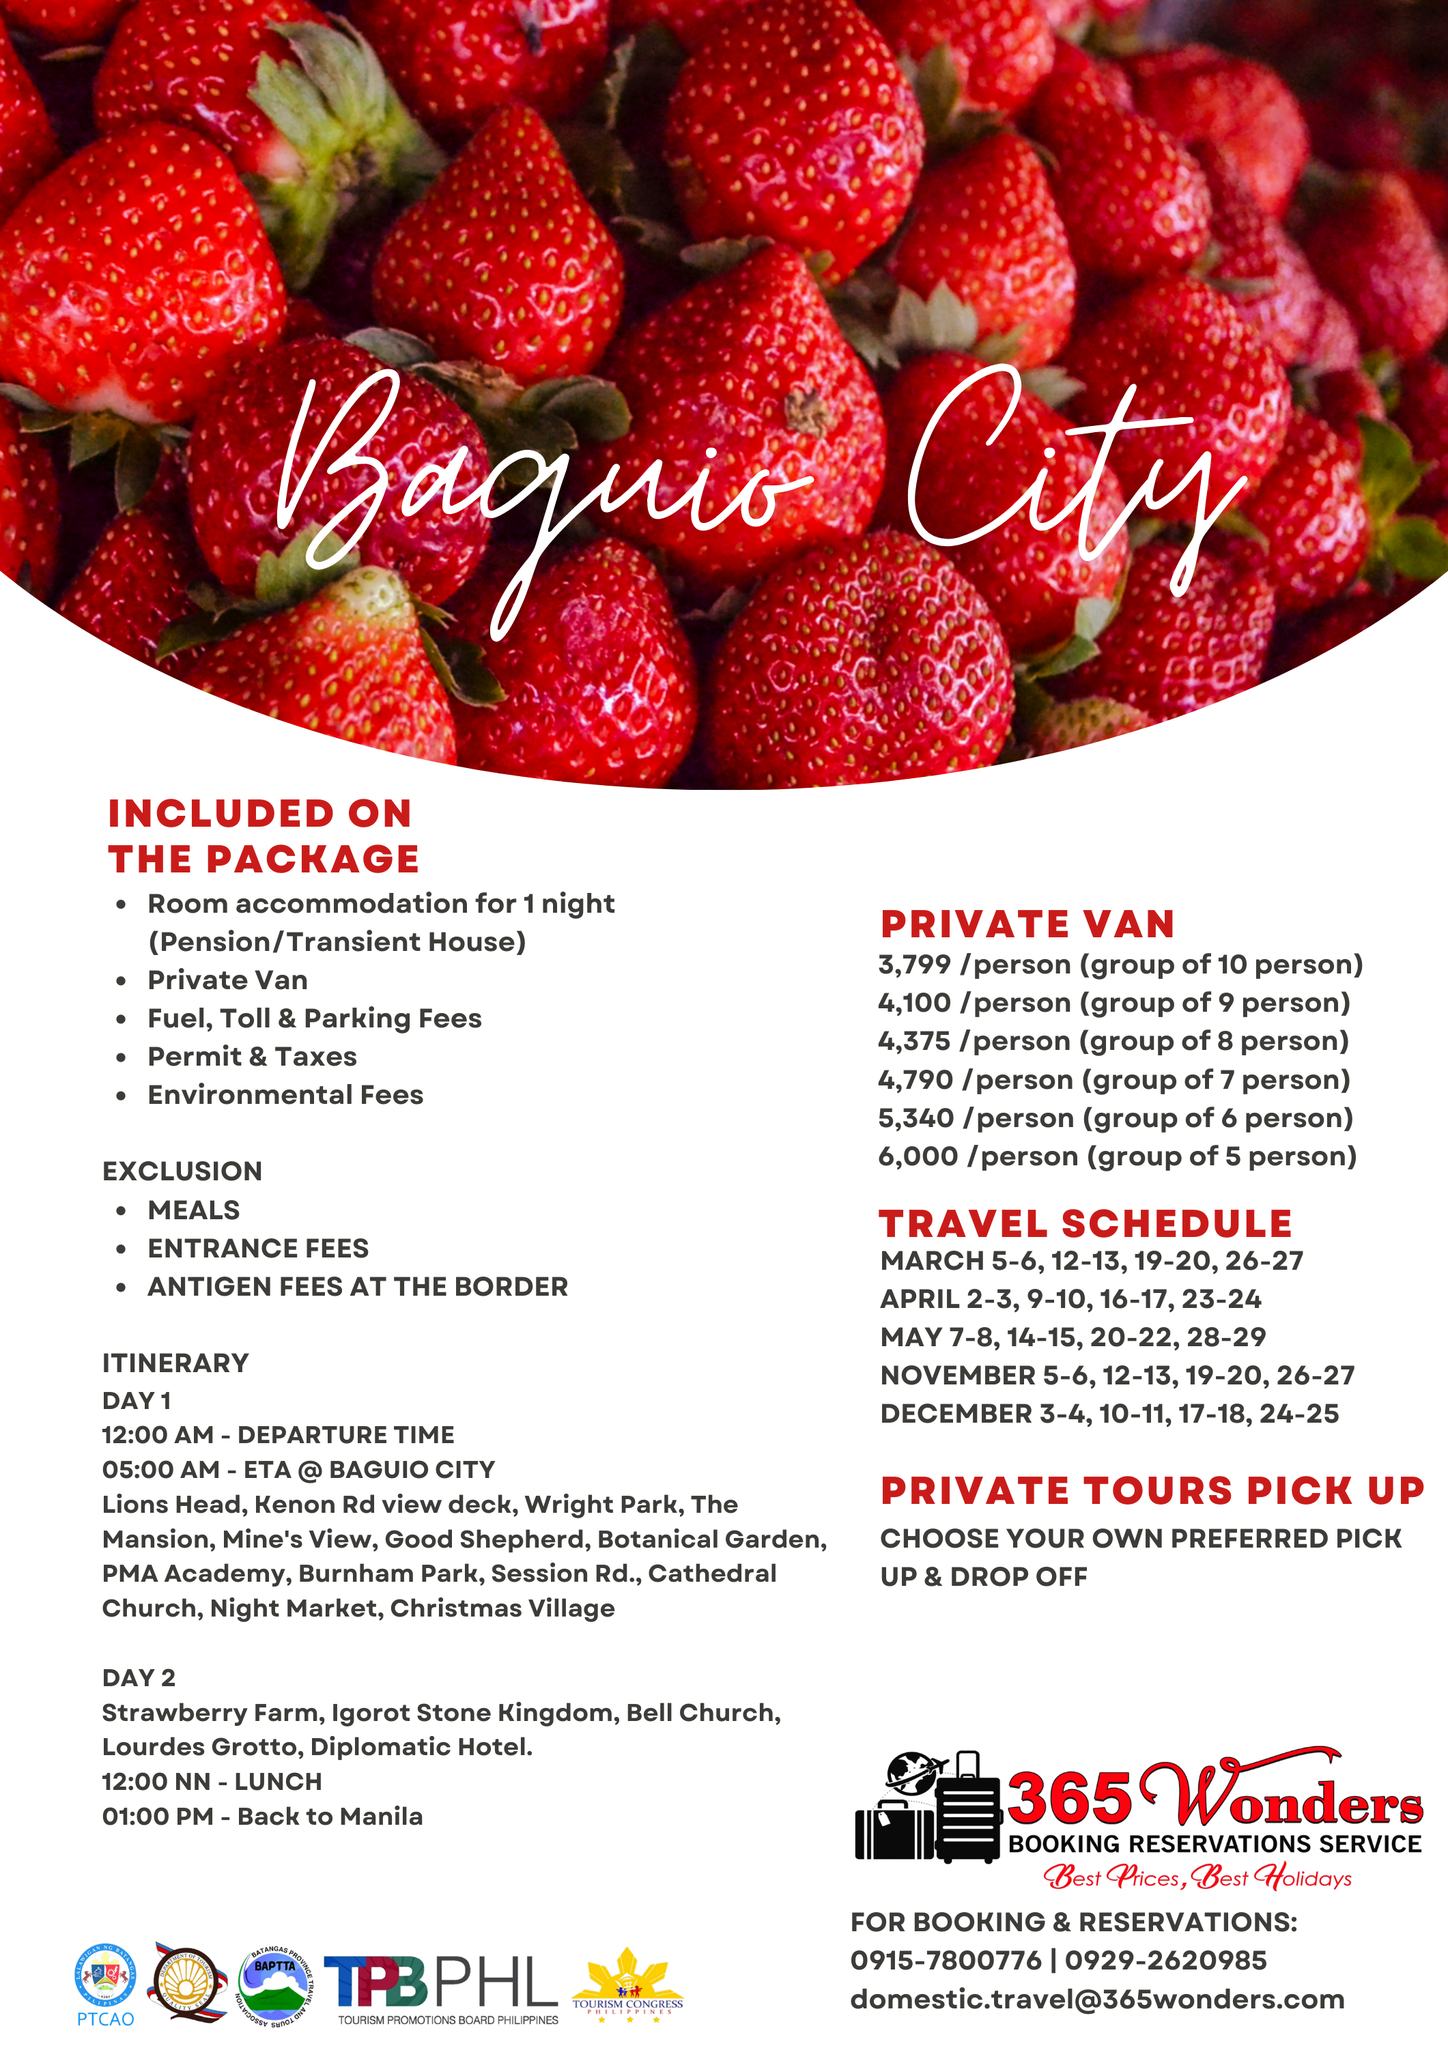 Baguio City
INCLUDED ON
THE PACKAGE
• Room accommodation for 1 night
(Pension/Transient House)
• Private Van
• Fuel, Toll & Parking Fees
• Permit & Taxes
• Environmental Fees
EXCLUSION
• MEALS
• ENTRANCE FEES
• ANTIGEN FEES AT THE BORDER
ITINERARY
DAY 1
12:00 AM - DEPARTURE TIME
05:00 AM - ETA @ BAGUIO CITY
Lions Head, Kenon Rd view deck, Wright Park, The
Mansion, Mine's View, Good Shepherd, Botanical Garden,
PMA Academy, Burnham Park, Session Rd., Cathedral
Church, Night Market, Christmas Village
DAY 2
Strawberry Farm, Igorot Stone Kingdom, Bell Church,
Lourdes Grotto, Diplomatic Hotel.
12:00 NN - LUNCH
01:00 PM - Back to Manila
PRIVATE VAN
3,799 /person (group of 10 person)
4,100 /person (group of 9 person)
4,375 /person (group of 8 person)
4,790 /person (group of 7 person)
5,340 /person (group of 6 person)
6,000 /person (group of 5 person)
TRAVEL SCHEDULE
MARCH 5-6, 12-13, 19-20, 26-27
APRIL 2-3, 9-10, 16-17, 23-24
MAY 7-8, 14-15, 20-22, 28-29
NOVEMBER 5-6, 12-13, 19-20, 26-27
DECEMBER 3-4, 10-11, 17-18, 24-25
PRIVATE TOURS PICK UP
CHOOSE YOUR OWN PREFERRED PICK
UP & DROP OFF
365 Wonders
BOOKING RESERVATIONS SERVICE
Best Prices, Best Holidays
FOR BOOKING & RESERVATIONS:
0915-7800776 | 0929-2620985
domestic.travel@365wonders.com
LALAWIGAN NG BATANGAS
PILIPINAS
PTCAO
BATANGAS PROVINCE TRAVEL AND TOURS ASSOCIATION
BAPTTA
TPBPHL
TOURISM PROMOTIONS BOARD PHILIPPINES
TOURISM CONGRESS
PHILIPPINES